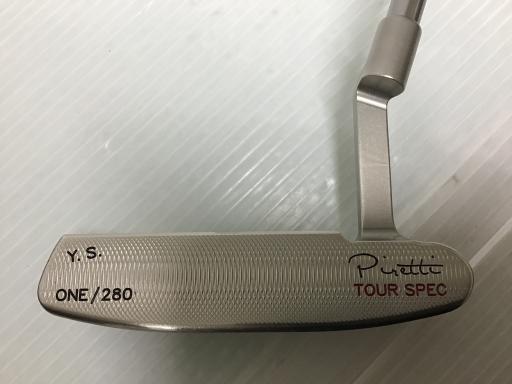 Y. S.
ONE/280
Piretti
TOUR SPEC